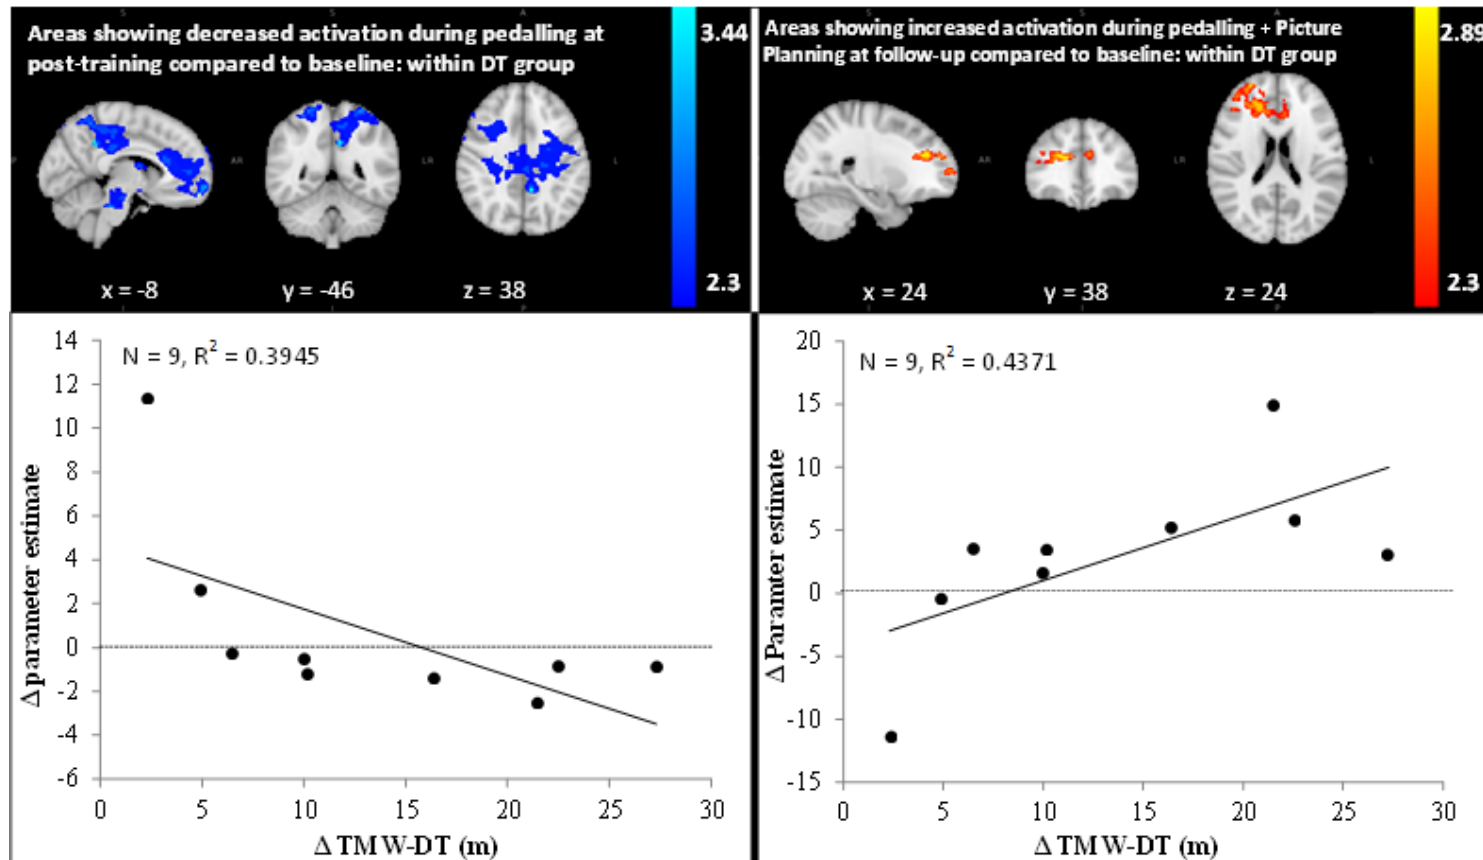 Areas showing decreased activation during pedalling at
post-training compared to baseline: within DT group
3.44
2.3
x = -8
y = -46
z = 38
Areas showing increased activation during pedalling + Picture
Planning at follow-up compared to baseline: within DT group
2.89
2.3
x = 24
y = 38
z = 24
N = 9, R² = 0.3945
14
12
10
8
6
4
2
0
-2
-4
-6
Δparameter estimate
0 5 10 15 20 25 30
Δ TMW-DT (m)
N = 9, R² = 0.4371
20
15
10
5
0
-5
-10
-15
Δ Paramter estimate
0 5 10 15 20 25 30
Δ TMW-DT (m)